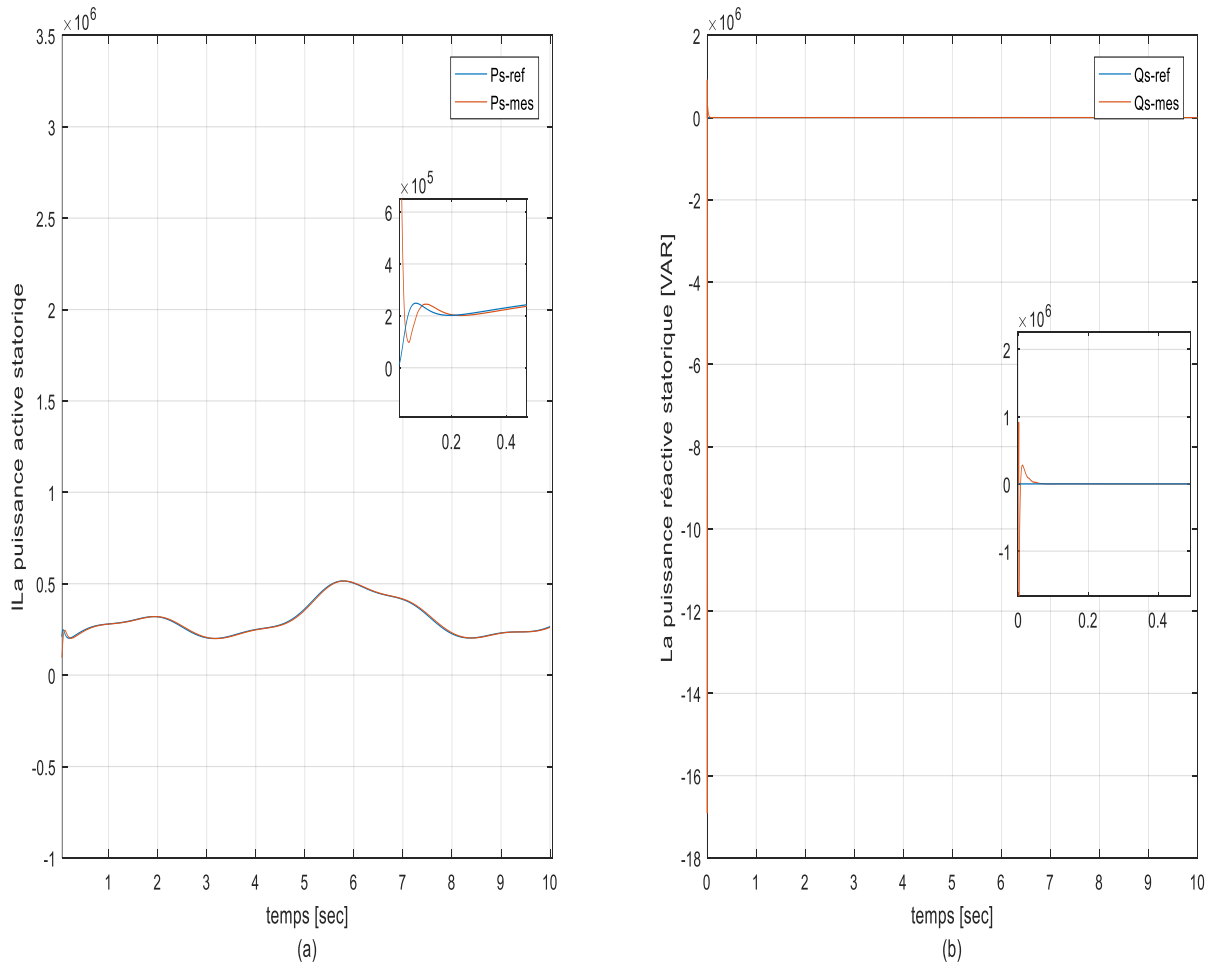 ×10^6
3.5
3
2.5
2
1.5
1
0.5
0
-0.5
-1
ILa puissance active statoriqe
Ps-ref
Ps-mes
×10^5
6
4
2
0
0.2 0.4
1 2 3 4 5 6 7 8 9 10
temps [sec]
(a)
×10^6
2
0
-2
-4
-6
-8
-10
-12
-14
-16
-18
La puissance réactive statorique [VAR]
Qs-ref
Qs-mes
×10^6
2
1
0
-1
0 0.2 0.4
0 1 2 3 4 5 6 7 8 9 10
temps [sec]
(b)